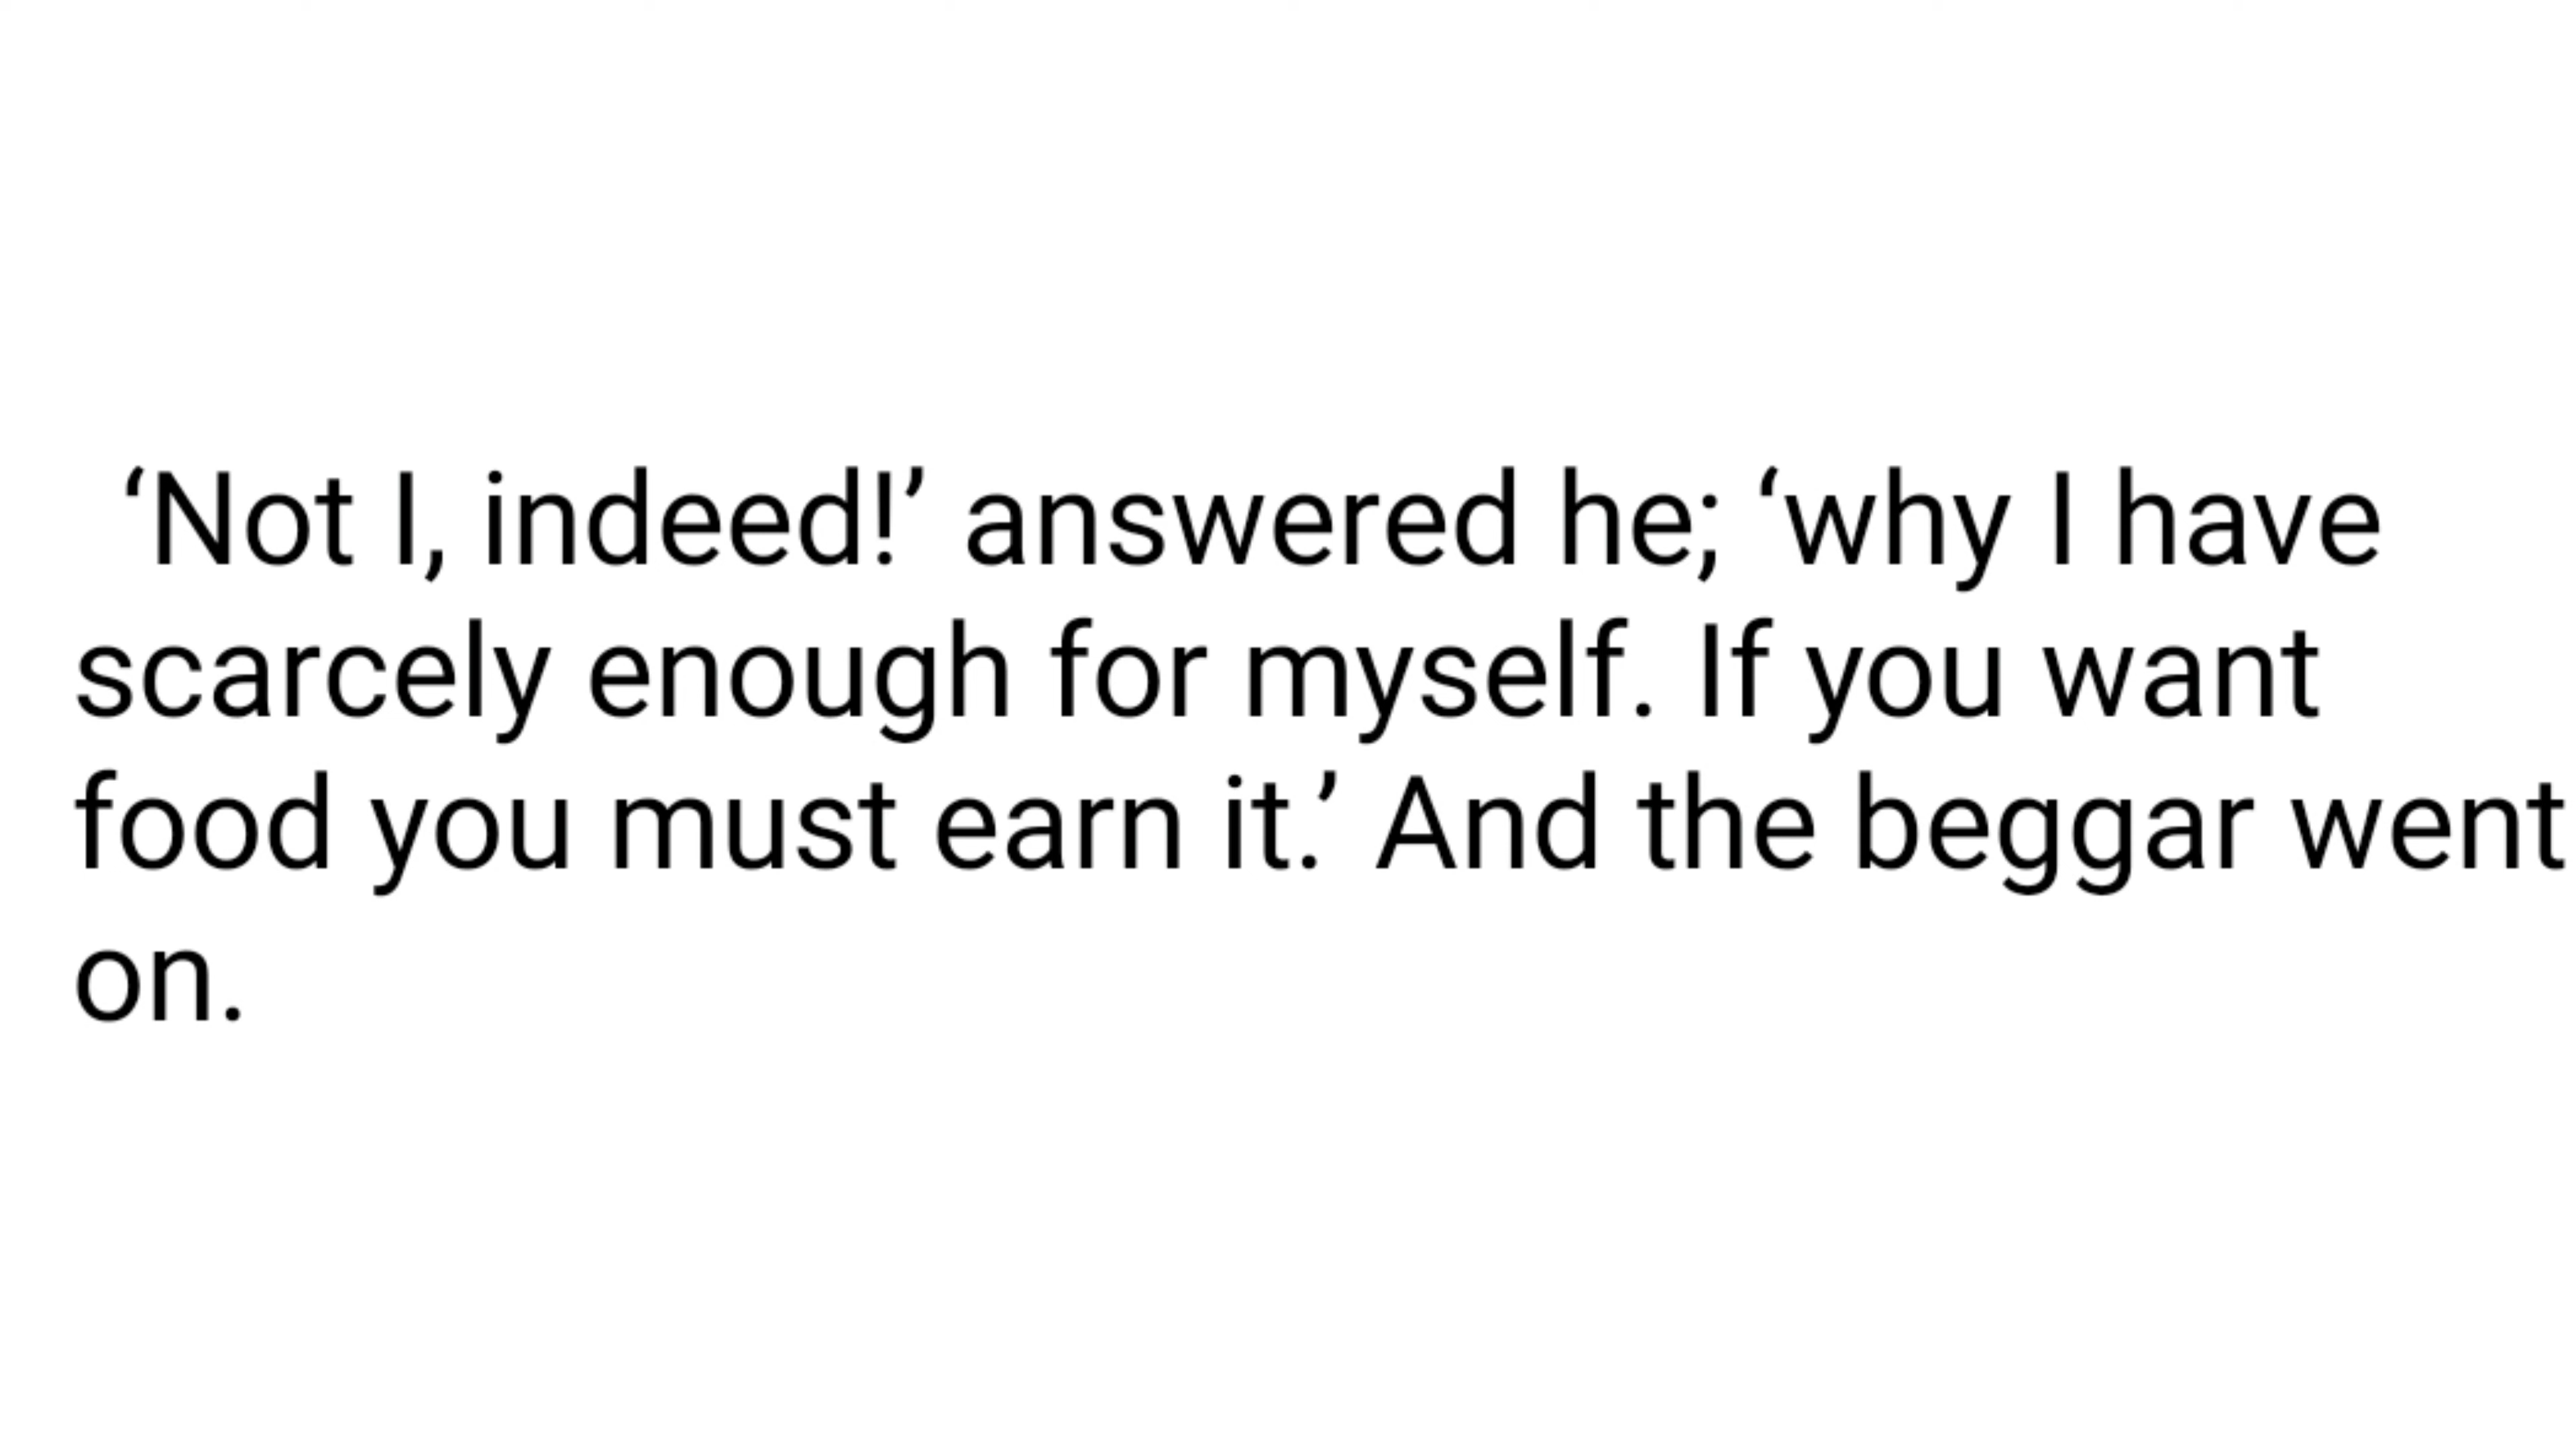 ‘Not I, indeed!’ answered he; ‘why I have
scarcely enough for myself. If you want
food you must earn it.’ And the beggar went
on.